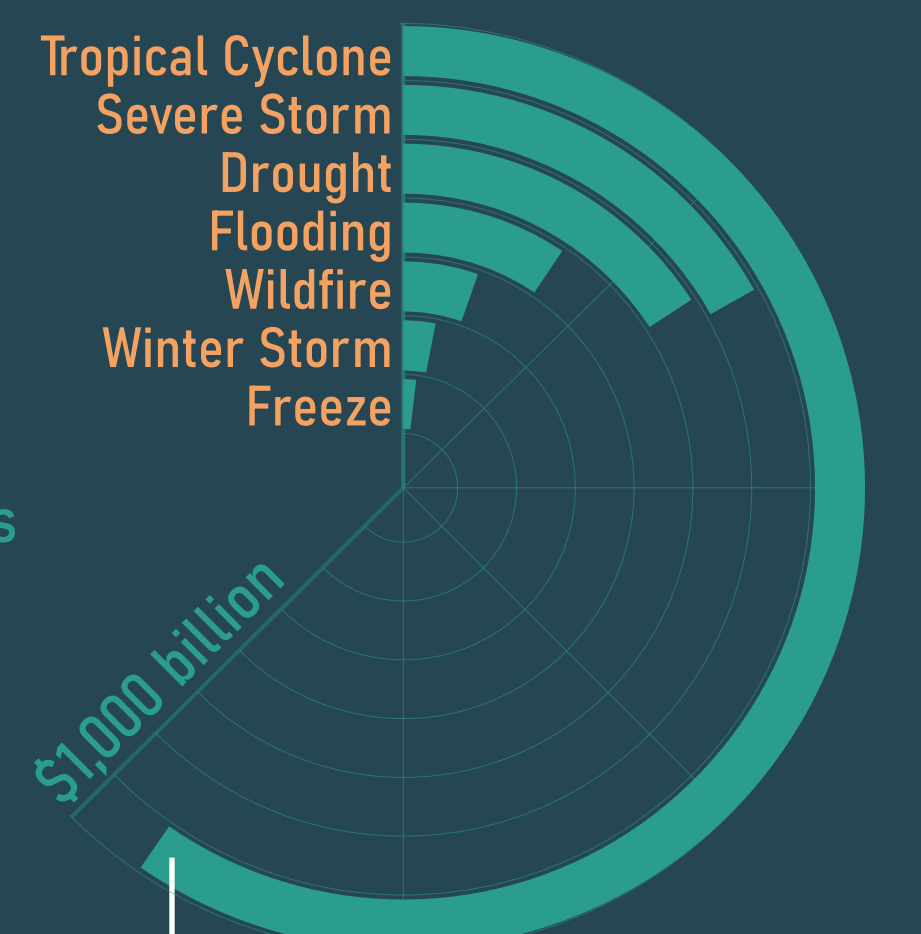 Tropical Cyclone
Severe Storm
Drought
Flooding
Wildfire
Winter Storm
Freeze
s
$1,000 billion